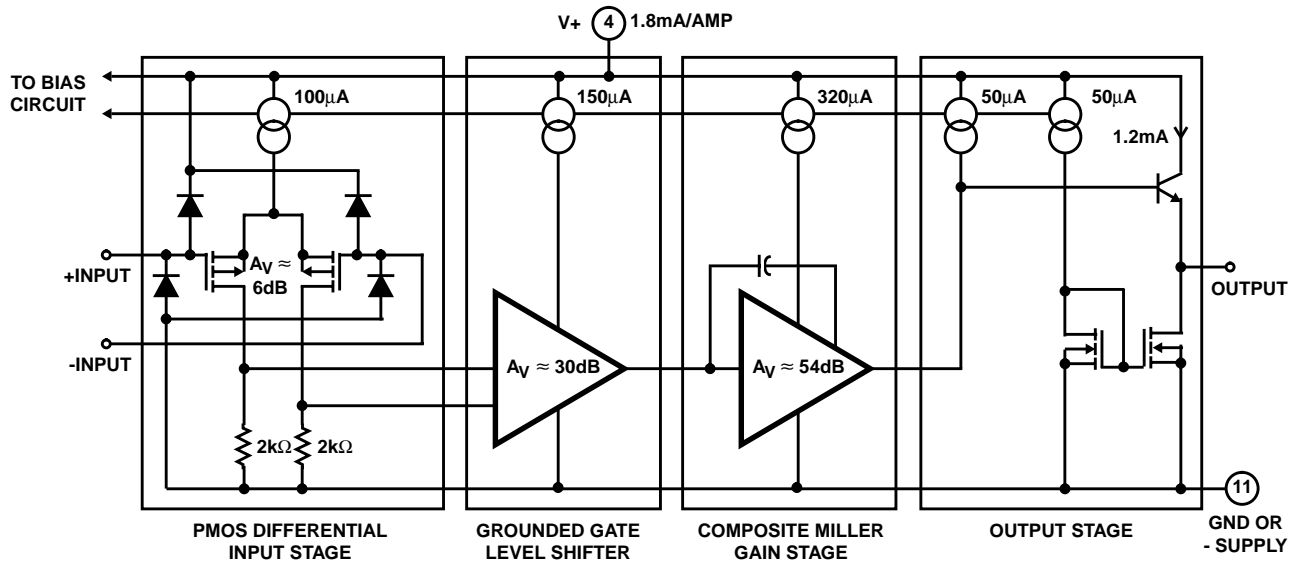 V+ 4 1.8mA/AMP
TO BIAS
CIRCUIT
100μA
150μA
320μA
50μA
50μA
1.2mA
+INPUT
AV ≈
6dB
-INPUT
AV ≈ 30dB
AV ≈ 54dB
OUTPUT
2kΩ
2kΩ
11
GND OR
- SUPPLY
PMOS DIFFERENTIAL
INPUT STAGE
GROUNDED GATE
LEVEL SHIFTER
COMPOSITE MILLER
GAIN STAGE
OUTPUT STAGE